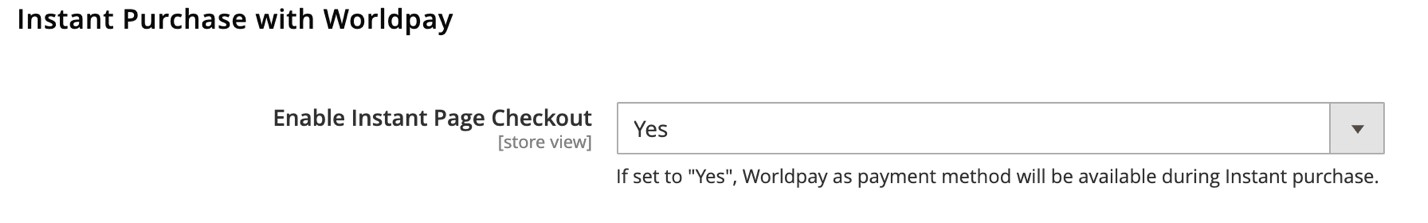 Instant Purchase with Worldpay
Enable Instant Page Checkout
[store view]
Yes
If set to "Yes", Worldpay as payment method will be available during Instant purchase.